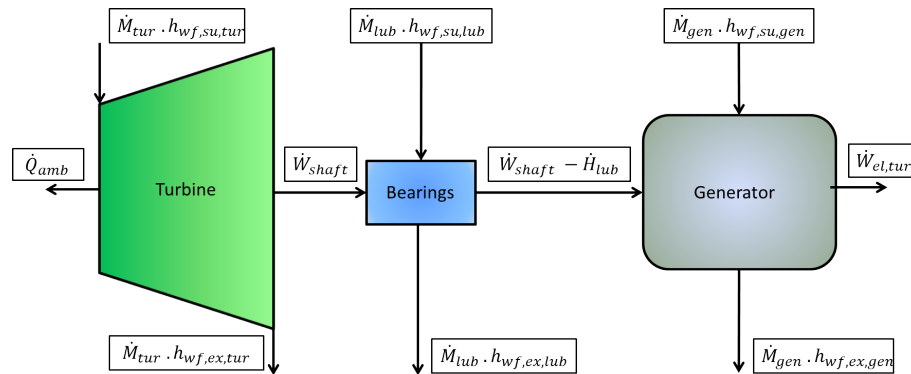 Ṁ_tur . h_wf,su,tur
Ṁ_lub . h_wf,su,lub
Ṁ_gen . h_wf,su,gen
Q̇_amb
Turbine
Ẇ_shaft
Bearings
Ẇ_shaft − Ḣ_lub
Generator
Ẇ_el,tur
Ṁ_tur . h_wf,ex,tur
Ṁ_lub . h_wf,ex,lub
Ṁ_gen . h_wf,ex,gen